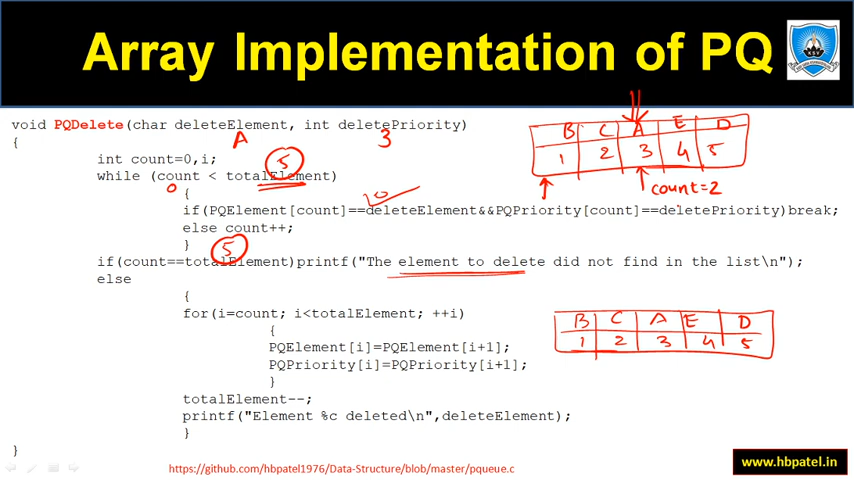 Array Implementation of PQ
void PQDelete(char deleteElement, int deletePriority)
A 3
{
int count=0,i;
5
while (count < totalElement)
0
{
if(PQElement[count]==deleteElement&&PQPriority[count]==deletePriority)break;
else count++;
}
5
if(count==totalElement)printf("The element to delete did not find in the list\n");
else
{
for(i=count; i<totalElement; ++i)
{
PQElement[i]=PQElement[i+1];
PQPriority[i]=PQPriority[i+1];
}
totalElement--;
printf("Element %c deleted\n",deleteElement);
}
}
B C A E D
1 2 3 4 5
count=2
B C A E D
1 2 3 4 5
https://github.com/hbpatel1976/Data-Structure/blob/master/pqueue.c
www.hbpatel.in